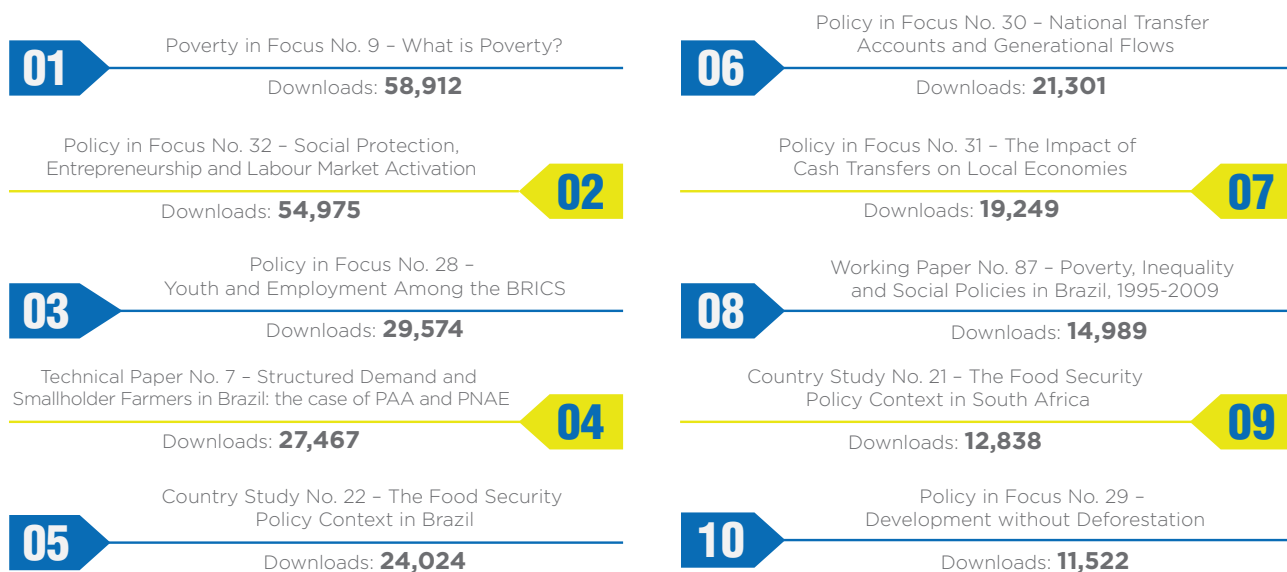 01
Poverty in Focus No. 9 – What is Poverty?
Downloads: 58,912
Policy in Focus No. 32 – Social Protection,
Entrepreneurship and Labour Market Activation
02
Downloads: 54,975
Policy in Focus No. 28 –
Youth and Employment Among the BRICS
03
Downloads: 29,574
Technical Paper No. 7 – Structured Demand and
Smallholder Farmers in Brazil: the case of PAA and PNAE
04
Downloads: 27,467
Country Study No. 22 – The Food Security
Policy Context in Brazil
05
Downloads: 24,024
Policy in Focus No. 30 – National Transfer
Accounts and Generational Flows
06
Downloads: 21,301
Policy in Focus No. 31 – The Impact of
Cash Transfers on Local Economies
07
Downloads: 19,249
Working Paper No. 87 – Poverty, Inequality
and Social Policies in Brazil, 1995-2009
08
Downloads: 14,989
Country Study No. 21 – The Food Security
Policy Context in South Africa
09
Downloads: 12,838
Policy in Focus No. 29 –
Development without Deforestation
10
Downloads: 11,522